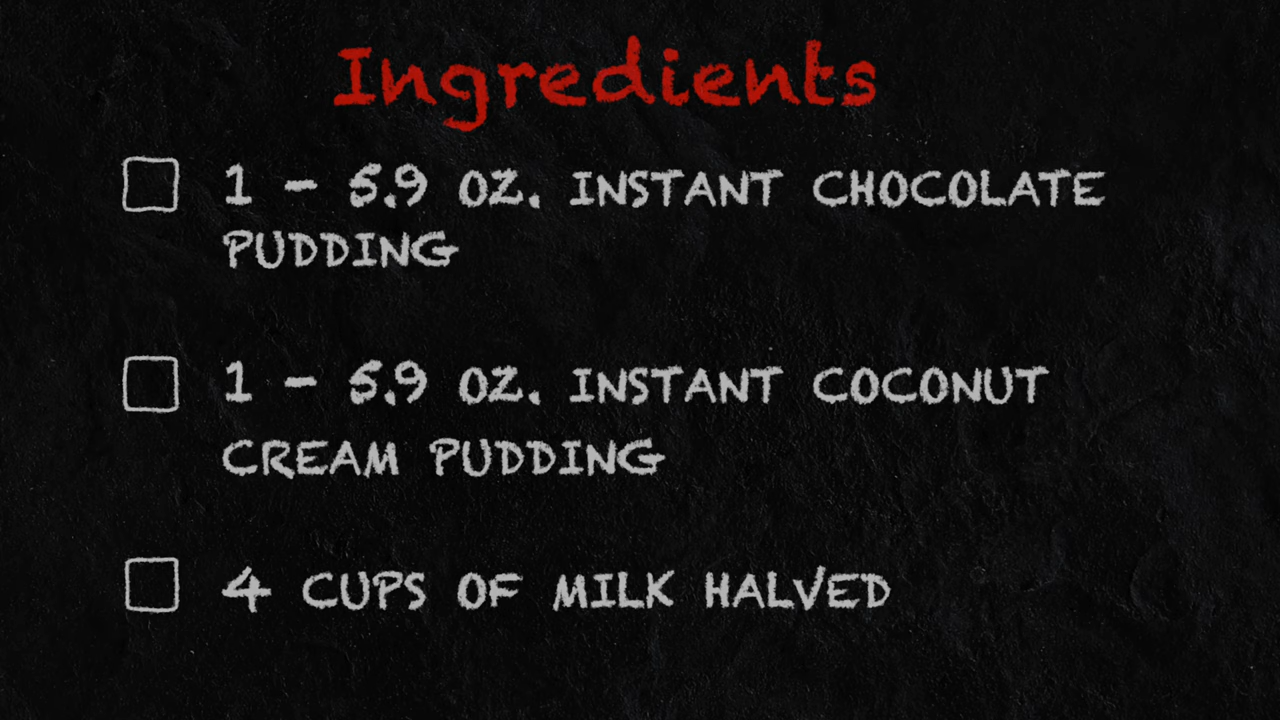 Ingredients
1 - 5.9 OZ. INSTANT CHOCOLATE
PUDDING
1 - 5.9 OZ. INSTANT COCONUT
CREAM PUDDING
4 CUPS OF MILK HALVED